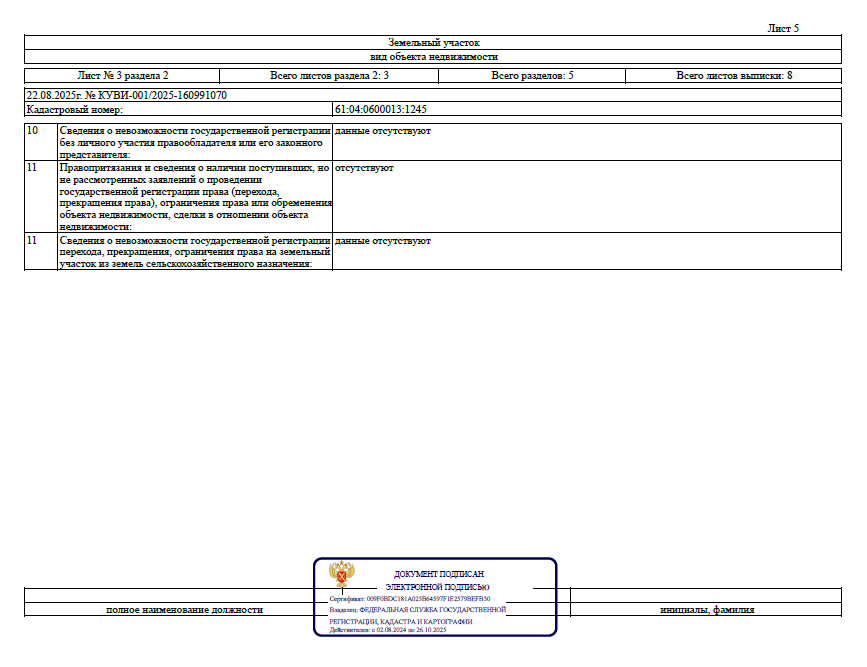 Лист 5
Земельный участок
вид объекта недвижимости
Лист № 3 раздела 2 Всего листов раздела 2: 3 Всего разделов: 5 Всего листов выписки: 8
22.08.2025г. № КУВИ-001/2025-160991070
Кадастровый номер: 61:04:0600013:1245
10 Сведения о невозможности государственной регистрации данные отсутствуют
без личного участия правообладателя или его законного
представителя:
11 Правопритязания и сведения о наличии поступивших, но отсутствуют
не рассмотренных заявлений о проведении
государственной регистрации права (перехода,
прекращения права), ограничения права или обременения
объекта недвижимости, сделки в отношении объекта
недвижимости:
11 Сведения о невозможности государственной регистрации данные отсутствуют
перехода, прекращения, ограничения права на земельный
участок из земель сельскохозяйственного назначения:
ДОКУМЕНТ ПОДПИСАН
ЭЛЕКТРОННОЙ ПОДПИСЬЮ
Сертификат: 009F0BDC181A023B64597F1E2579BEFB50
Владелец: ФЕДЕРАЛЬНАЯ СЛУЖБА ГОСУДАРСТВЕННОЙ
РЕГИСТРАЦИИ, КАДАСТРА И КАРТОГРАФИИ
Действителен: с 02.08.2024 по 26.10.2025
полное наименование должности инициалы, фамилия